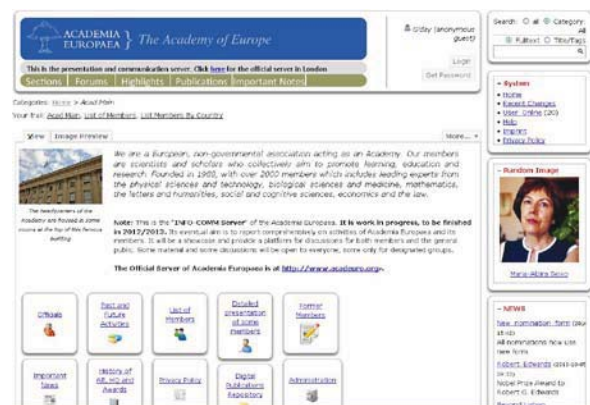 ACADEMIA
EUROPAEA
The Academy of Europe
This is the presentation and communication server. Click here for the official server in London
Sections
Forums
Highlights
Publications
Important Notes
G'day (anonymous guest)
Login
Get Password
Search: all Category: All
Fulltext Title/Tags
Categories: Home > Acad Main
Your trail: Acad Main, List of Members, List Members By Country
View
Image Preview
More...
We are a European, non-governmental association acting as an Academy. Our members
are scientists and scholars who collectively aim to promote learning, education and
research. Founded in 1988, with over 2000 members which includes leading experts from
the physical sciences and technology, biological sciences and medicine, mathematics,
the letters and humanities, social and cognitive sciences, economics and the law.
The headquarters of the
Academy are housed in some
rooms at the top of this famous
building
Note: This is the "INFO-COMM Server" of the Academia Europaea. It is work in progress, to be finished
in 2012/2013. Its eventual aim is to report comprehensively on activities of Academia Europaea and its
members. It will be a showcase and provide a platform for discussions for both members and the general
public. Some material and some discussions will be open to everyone, some only for designated groups.
The Official Server of Academia Europaea is at http://www.acadeuro.org.
Officials
Past and
Future
Activities
List of
Members
Detailed
presentation
of some
members
Former
Members
Important
News
History of
AE, HQ and
Awards
Privacy Policy
Digital
Publications
Repository
Administration
System
Home
Recent Changes
User Online (20)
Help
Imprint
Privacy Policy
Random Image
NEWS
New nomination form
All nominations now use
new form
Robert Edwards
Nobel Prize Award to
Robert G. Edwards